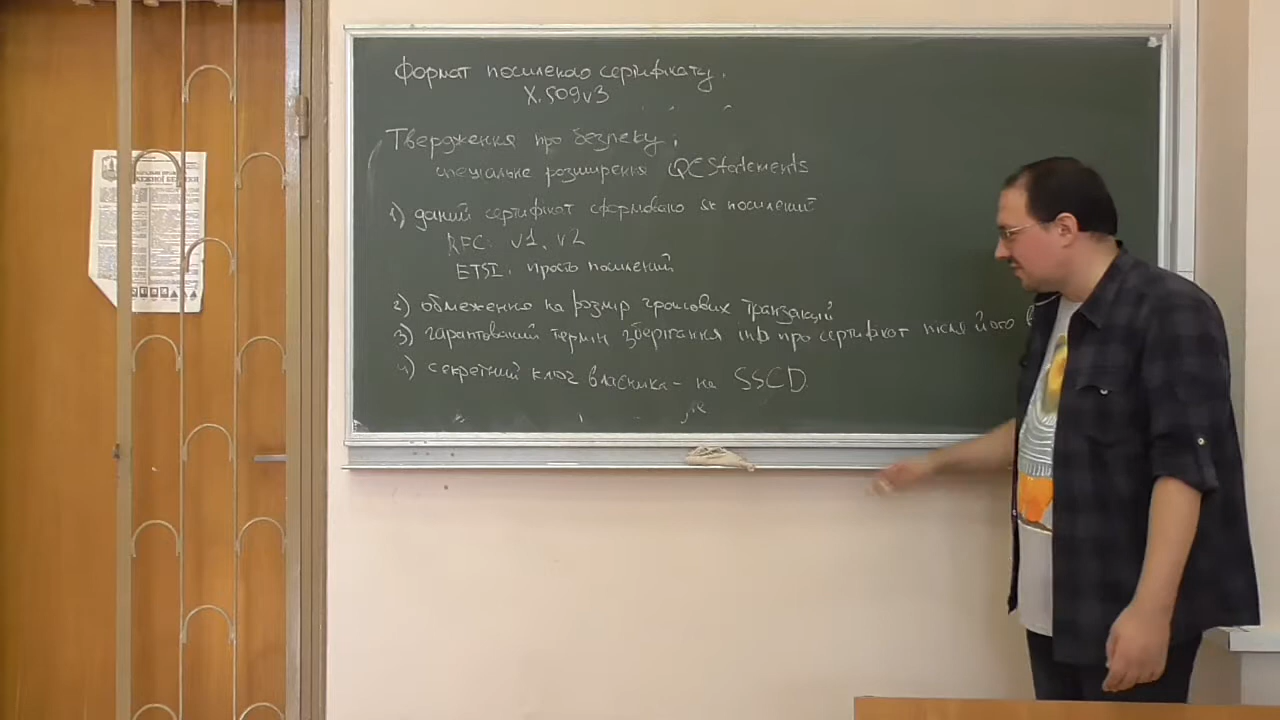 Формат посиленого сертифікату.
X.509v3
Твердження про безпеку:
спеціальне розширення QCStatements
1) даний сертифікат сформовано як посилений
RFC: v1, v2
ETSI: просто посилений
2) обмеження на розмір грошових транзакцій
3) гарантований термін зберігання інф про сертифікат після його
4) секретний ключ власника - на SSCD